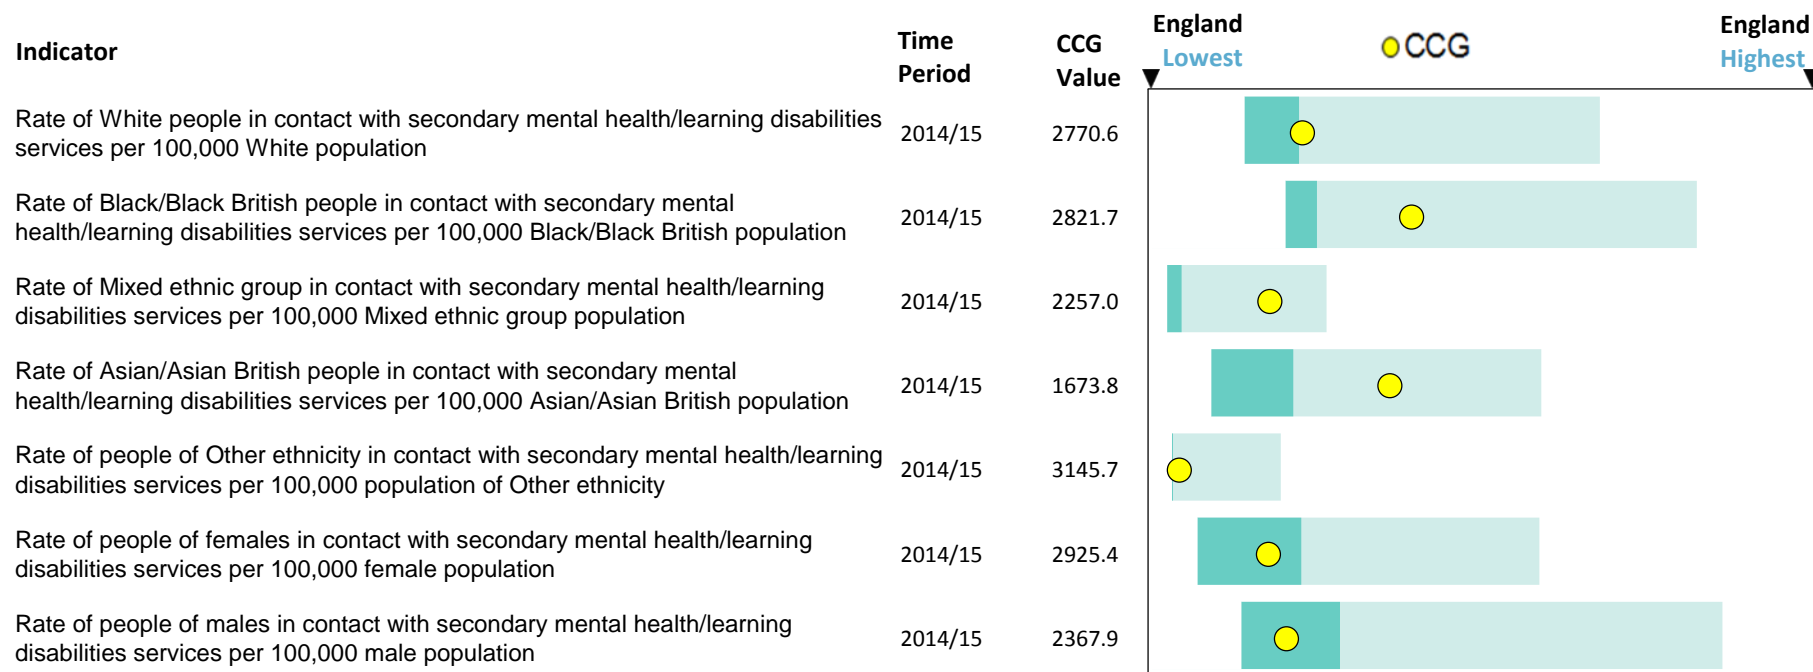 Indicator
Time
Period
CCG
Value
England
Lowest
CCG
England
Highest
Rate of White people in contact with secondary mental health/learning disabilities
services per 100,000 White population
2014/15
2770.6
Rate of Black/Black British people in contact with secondary mental
health/learning disabilities services per 100,000 Black/Black British population
2014/15
2821.7
Rate of Mixed ethnic group in contact with secondary mental health/learning
disabilities services per 100,000 Mixed ethnic group population
2014/15
2257.0
Rate of Asian/Asian British people in contact with secondary mental
health/learning disabilities services per 100,000 Asian/Asian British population
2014/15
1673.8
Rate of people of Other ethnicity in contact with secondary mental health/learning
disabilities services per 100,000 population of Other ethnicity
2014/15
3145.7
Rate of people of females in contact with secondary mental health/learning
disabilities services per 100,000 female population
2014/15
2925.4
Rate of people of males in contact with secondary mental health/learning
disabilities services per 100,000 male population
2014/15
2367.9